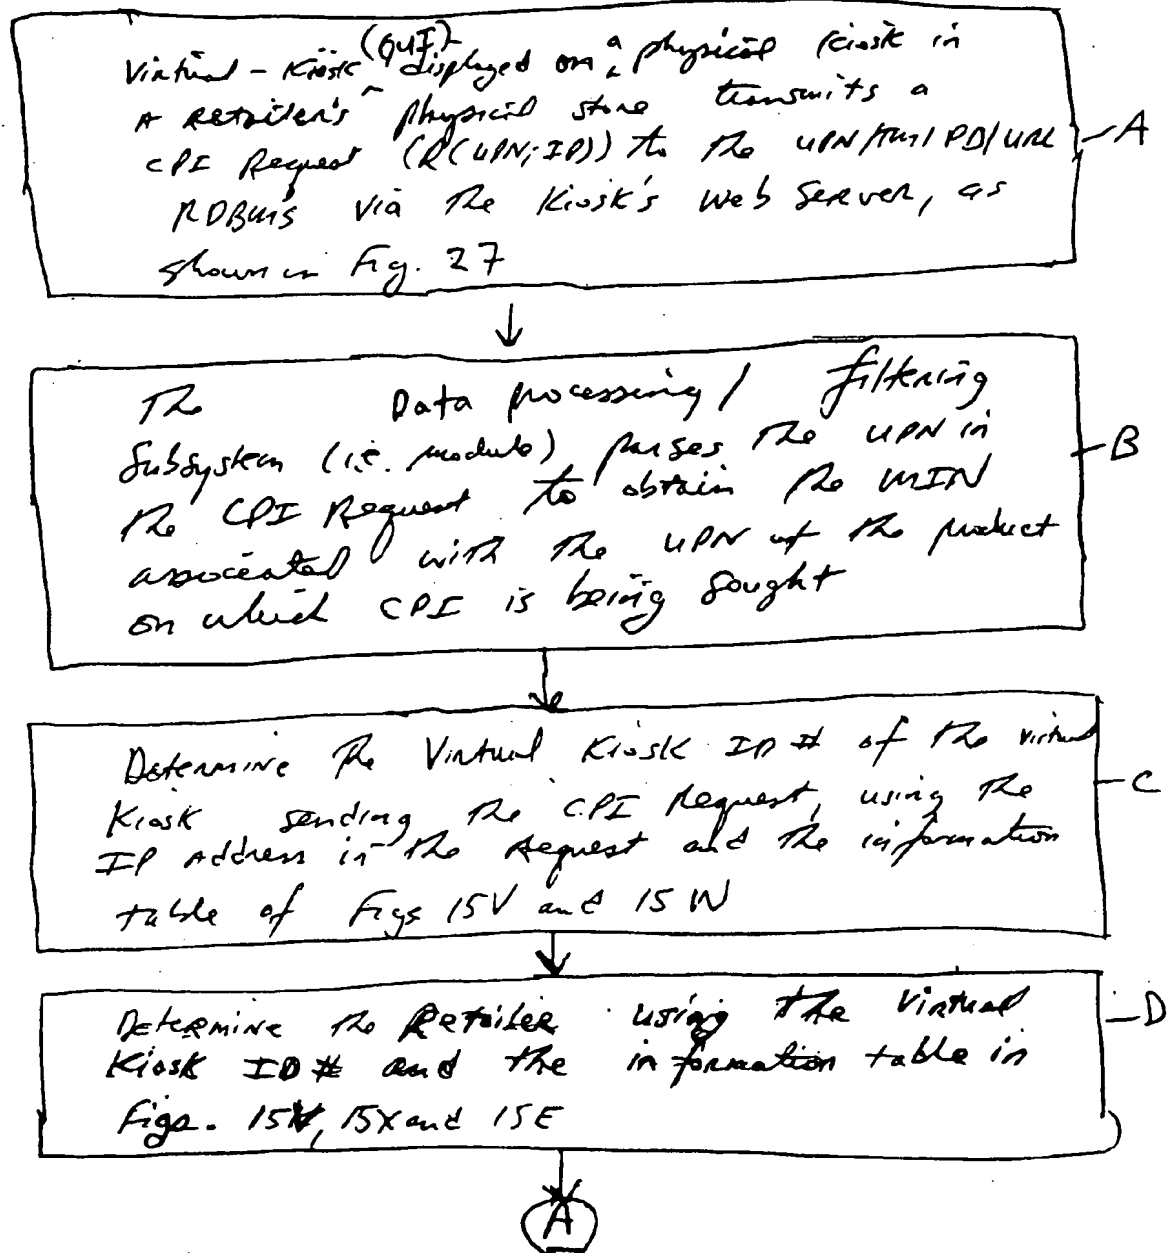 (GUI)
Virtual-Kiosk ^ displayed on a physical kiosk in
A Retailer's physical store transmits a
CPI Request (R(UPN; IP)) to the UPN/TM/PD/URL
RDBMS via the Kiosk's Web Server, as
shown in Fig. 27
A
The Data processing / filtering
Subsystem (i.e. module) parses the UPN in
the CPI Request to obtain the MIN
associated with the UPN of the product
on which CPI is being sought
B
Determine the Virtual Kiosk ID # of the virtual
Kiosk sending the CPI Request, using the
IP Address in the Request and the information
table of Figs 15V and 15W
C
Determine the Retailer using the Virtual
Kiosk ID # and the information table in
Figs. 15 , 15X and 15E
D
A